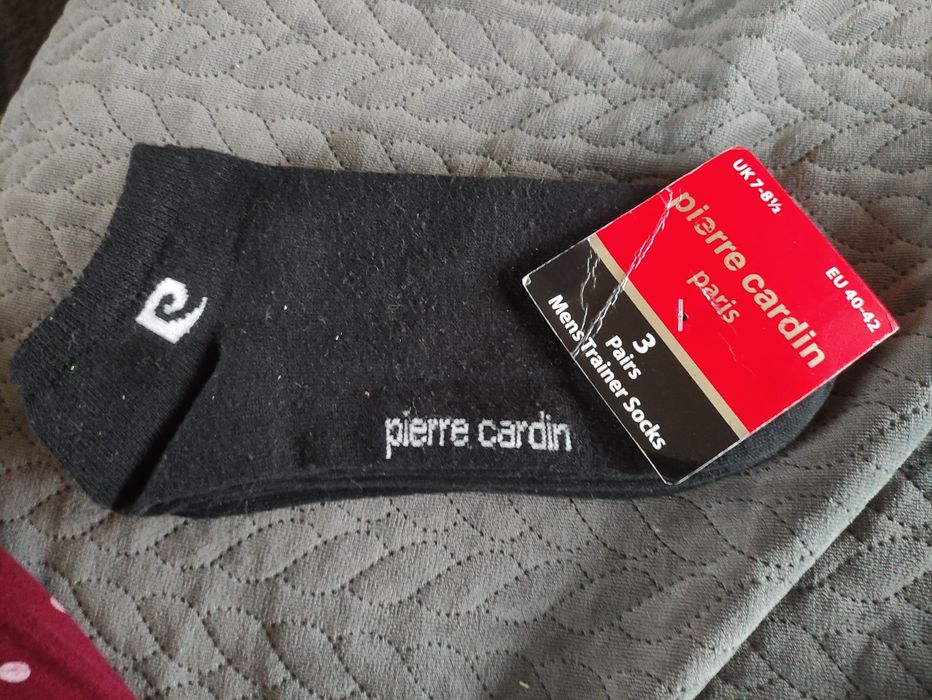 UK 7-8½
EU 40-42
pierre cardin
paris
3
Pairs
Mens Trainer Socks
pierre cardin